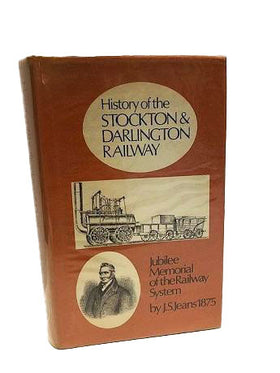 History of the
STOCKTON &
DARLINGTON
RAILWAY
Jubilee
Memorial
of the Railway
System
by J.S.Jeans 1875